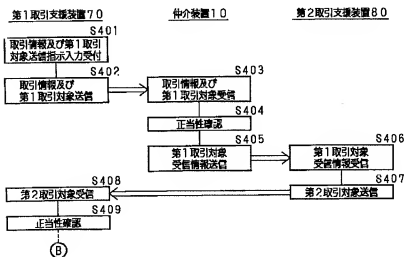 第1取引支援装置70
仲介装置10
第2取引支援装置80
S401
取引情報及び第1取引
対象送信指示入力受付
S402
取引情報及び
第1取引対象送信
S403
取引情報及び
第1取引対象受信
S404
正当性確認
S405
第1取引対象
受信情報送信
S406
第1取引対象
受信情報受信
S407
第2取引対象送信
S408
第2取引対象受信
S409
正当性確認
B